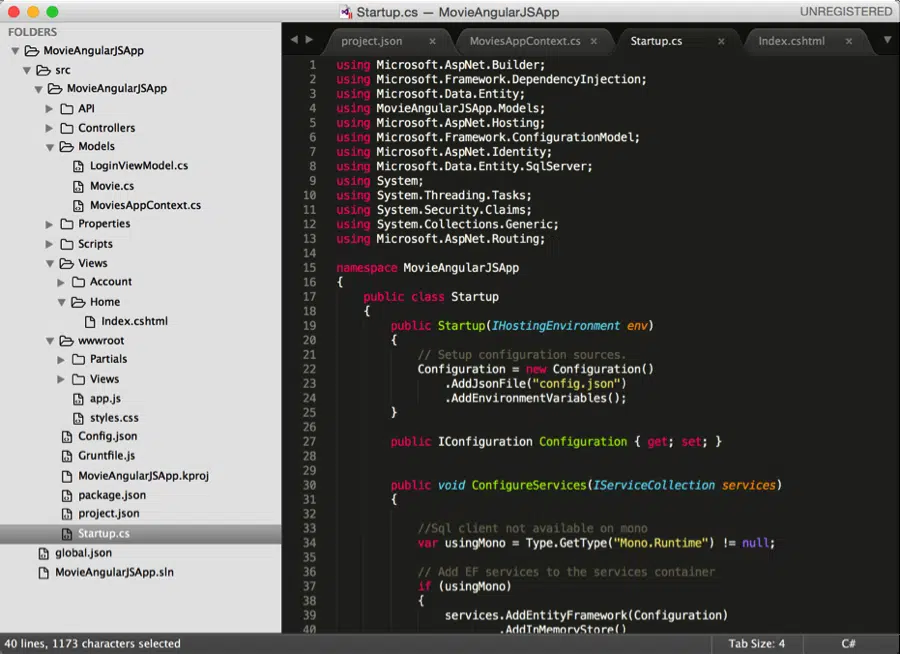 Startup.cs — MovieAngularJSApp
UNREGISTERED
FOLDERS
MovieAngularJSApp
src
MovieAngularJSApp
API
Controllers
Models
LoginViewModel.cs
Movie.cs
MoviesAppContext.cs
Properties
Scripts
Views
Account
Home
Index.cshtml
wwwroot
Partials
Views
app.js
styles.css
Config.json
Gruntfile.js
MovieAngularJSApp.kproj
package.json
project.json
Startup.cs
global.json
MovieAngularJSApp.sln
project.json × MoviesAppContext.cs × Startup.cs × Index.cshtml ×
1 using Microsoft.AspNet.Builder;
2 using Microsoft.Framework.DependencyInjection;
3 using Microsoft.Data.Entity;
4 using MovieAngularJSApp.Models;
5 using Microsoft.AspNet.Hosting;
6 using Microsoft.Framework.ConfigurationModel;
7 using Microsoft.AspNet.Identity;
8 using Microsoft.Data.Entity.SqlServer;
9 using System;
10 using System.Threading.Tasks;
11 using System.Security.Claims;
12 using System.Collections.Generic;
13 using Microsoft.AspNet.Routing;
14
15 namespace MovieAngularJSApp
16 {
17 public class Startup
18 {
19 public Startup(IHostingEnvironment env)
20 {
21 // Setup configuration sources.
22 Configuration = new Configuration()
23 .AddJsonFile("config.json")
24 .AddEnvironmentVariables();
25 }
26
27 public IConfiguration Configuration { get; set; }
28
29
30 public void ConfigureServices(IServiceCollection services)
31 {
32
33 //Sql client not available on mono
34 var usingMono = Type.GetType("Mono.Runtime") != null;
35
36 // Add EF services to the services container
37 if (usingMono)
38 {
39 services.AddEntityFramework(Configuration)
40 .AddInMemoryStore()
40 lines, 1173 characters selected
Tab Size: 4
C#